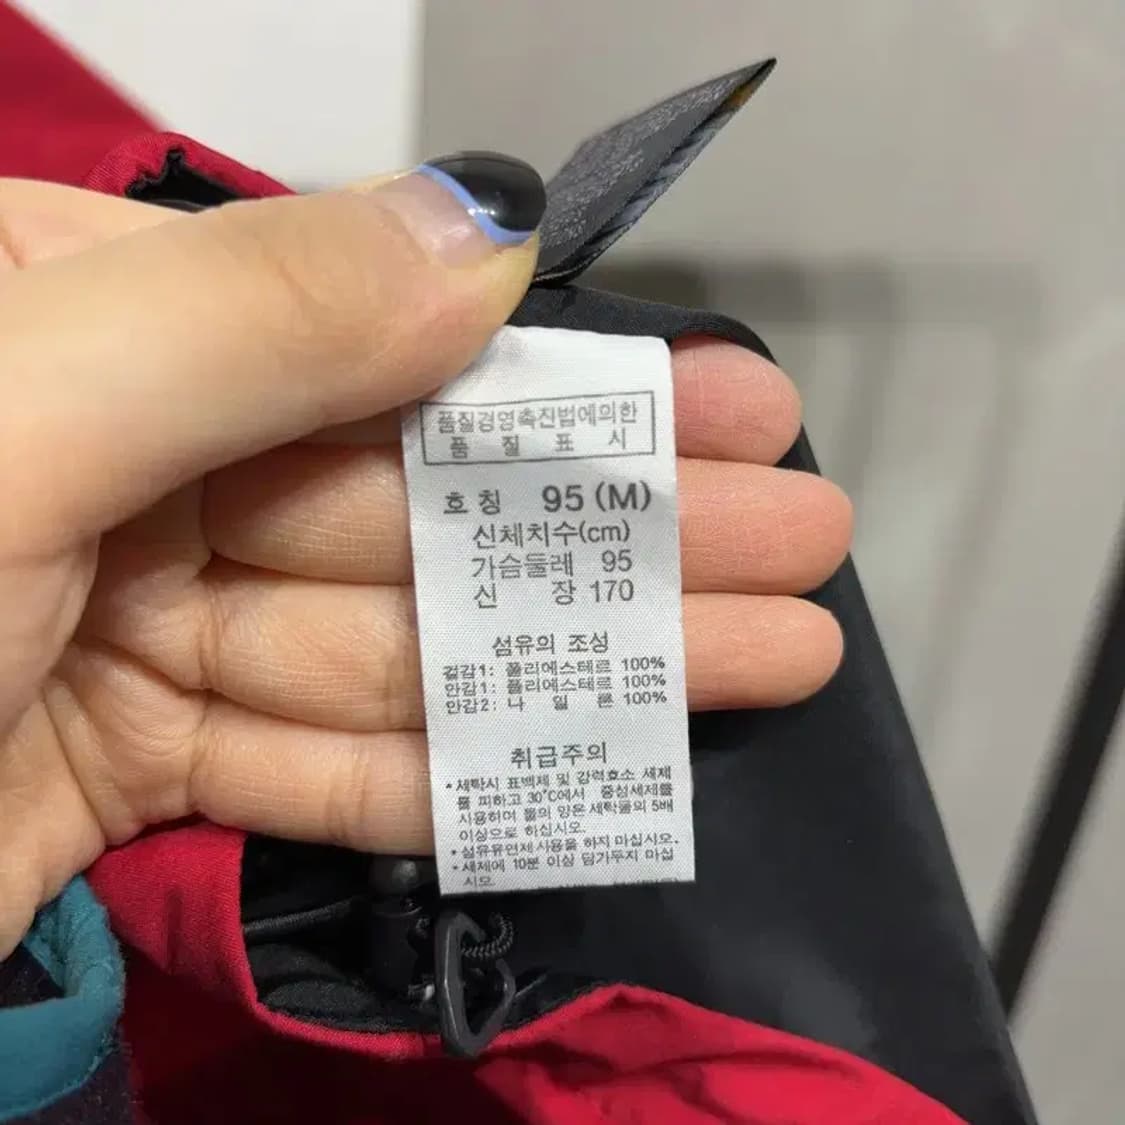 품질경영촉진법에의한
품 질 표 시
호 칭 95 (M)
신체치수(cm)
가슴둘레 95
신 장 170
섬유의 조성
겉감1: 폴리에스테르 100%
안감1: 폴리에스테르 100%
안감2: 나 일 론 100%
취급주의
• 세탁시 표백제 및 강력효소 세제
를 피하고 30°C에서 중성세제를
사용하며 물의 양은 세탁물의 5배
이상으로 하십시오.
• 섬유유연제 사용을 하지 마십시오.
• 세제에 10분 이상 담가두지 마십
시오.